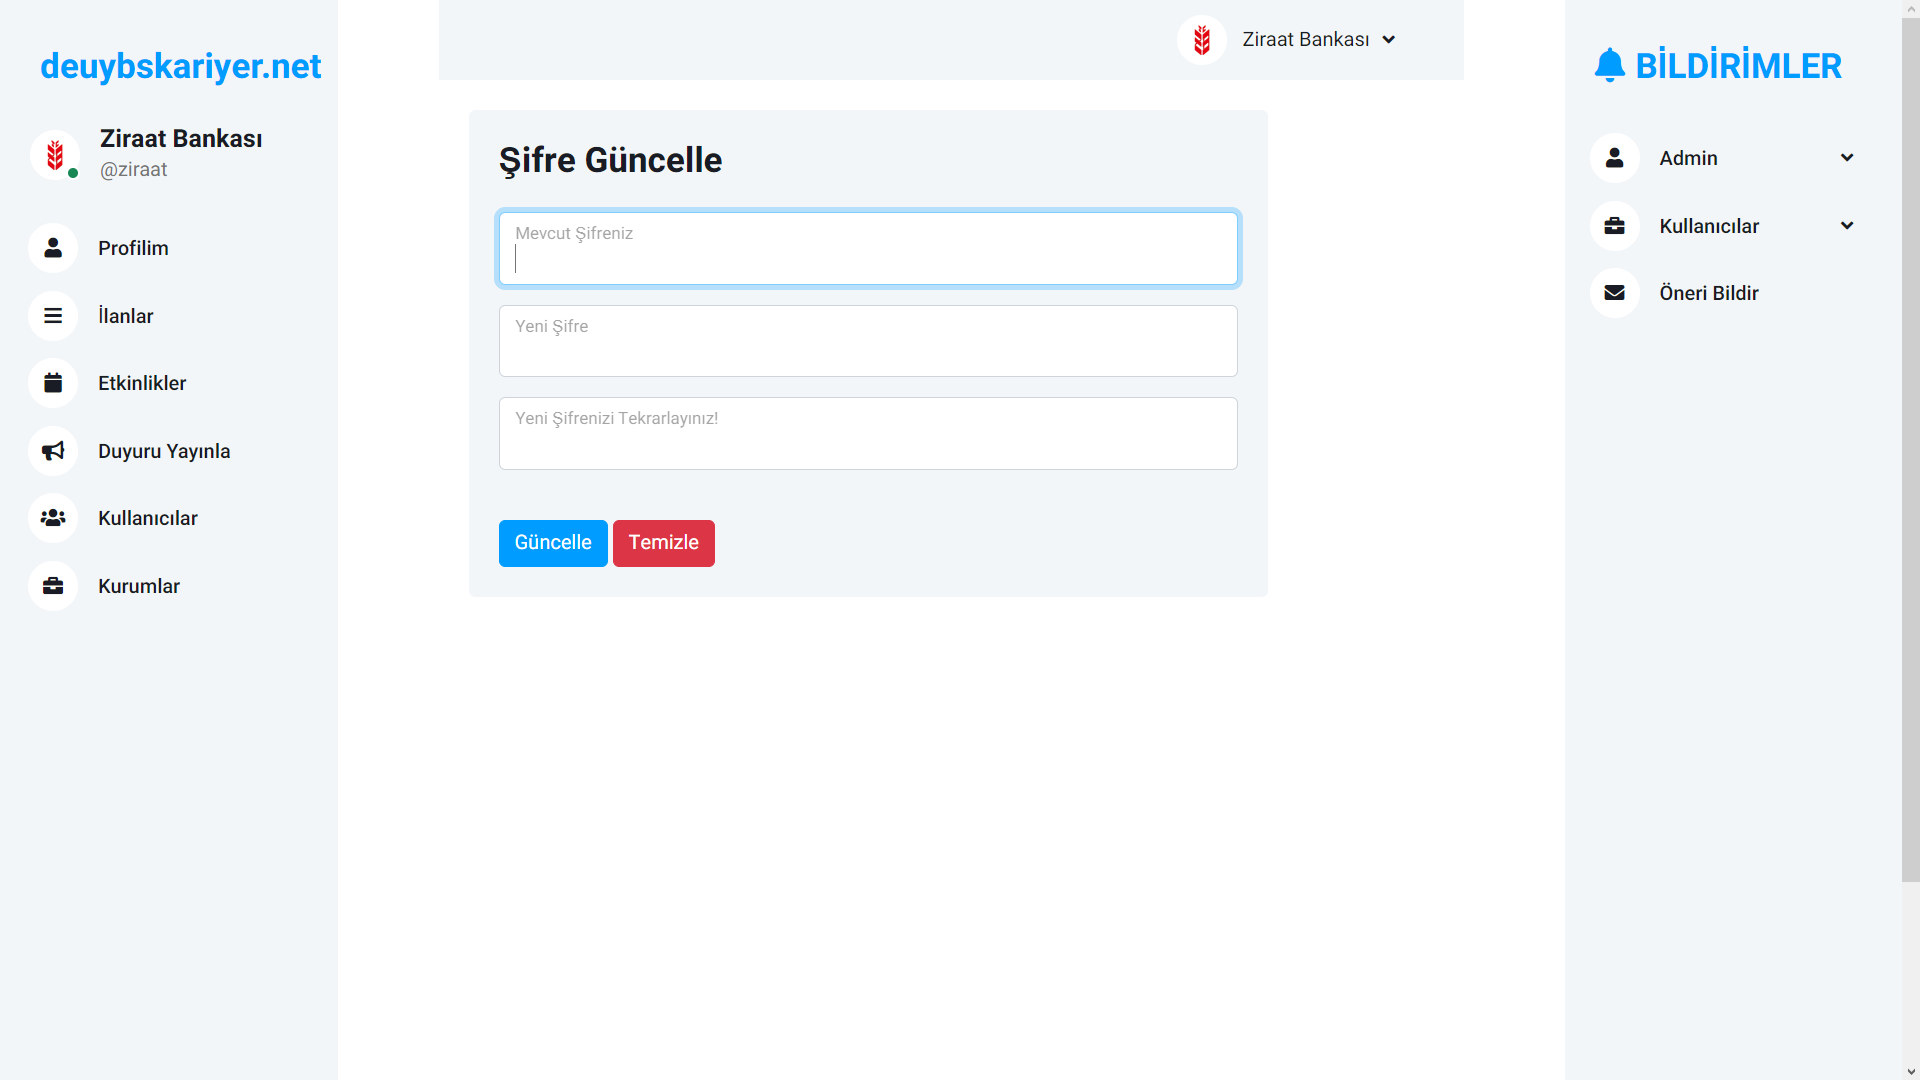 deuybskariyer.net
Ziraat Bankası
@ziraat
Profilim
İlanlar
Etkinlikler
Duyuru Yayınla
Kullanıcılar
Kurumlar
Ziraat Bankası
Şifre Güncelle
Mevcut Şifreniz
Yeni Şifre
Yeni Şifrenizi Tekrarlayınız!
Güncelle Temizle
BİLDİRİMLER
Admin
Kullanıcılar
Öneri Bildir